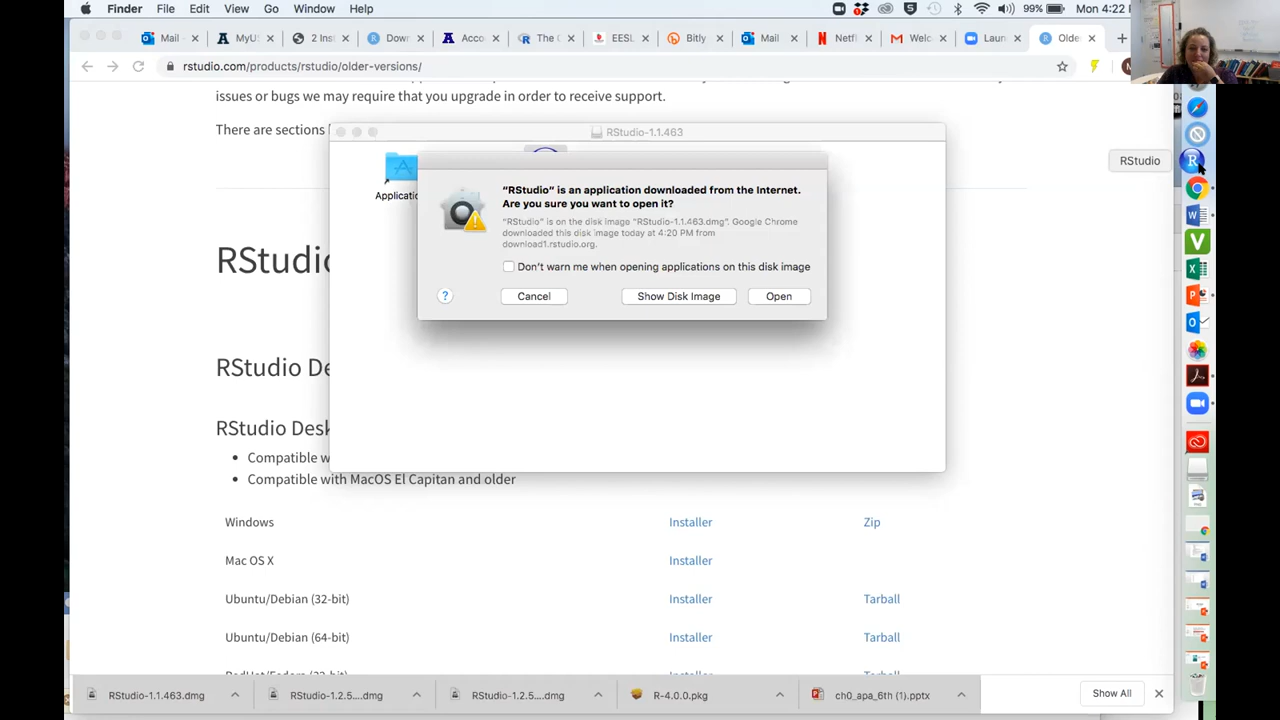 Finder File Edit View Go Window Help 99% Mon 4:22
Mail MyU 2 Ins Down Acco The EESL Bitly Mail Netfl Welc Laun Olde
rstudio.com/products/rstudio/older-versions/
issues or bugs we may require that you upgrade in order to receive support.
There are sections
RStudio-1.1.463
RStudio
Applicatio
"RStudio" is an application downloaded from the Internet.
re you sure you want to open it?
RStudio" is on the disk image "RStudio-1.1.463.dmg". Google Chrome
downloaded this disk image today at 4:20 PM from
download1.rstudio.org.
Don't warn me when opening applications on this disk image
? Cancel Show Disk Image Open
RStudio
RStudio De
RStudio Desk
Compatible w
Compatible with MacOS El Capitan and older
Windows Installer Zip
Mac OS X Installer
Ubuntu/Debian (32-bit) Installer Tarball
Ubuntu/Debian (64-bit) Installer Tarball
RStudio-1.1.463.dmg RStudio-1.2.5....dmg RStudio-1.2.5....dmg R-4.0.0.pkg ch0_apa_6th (1).pptx Show All